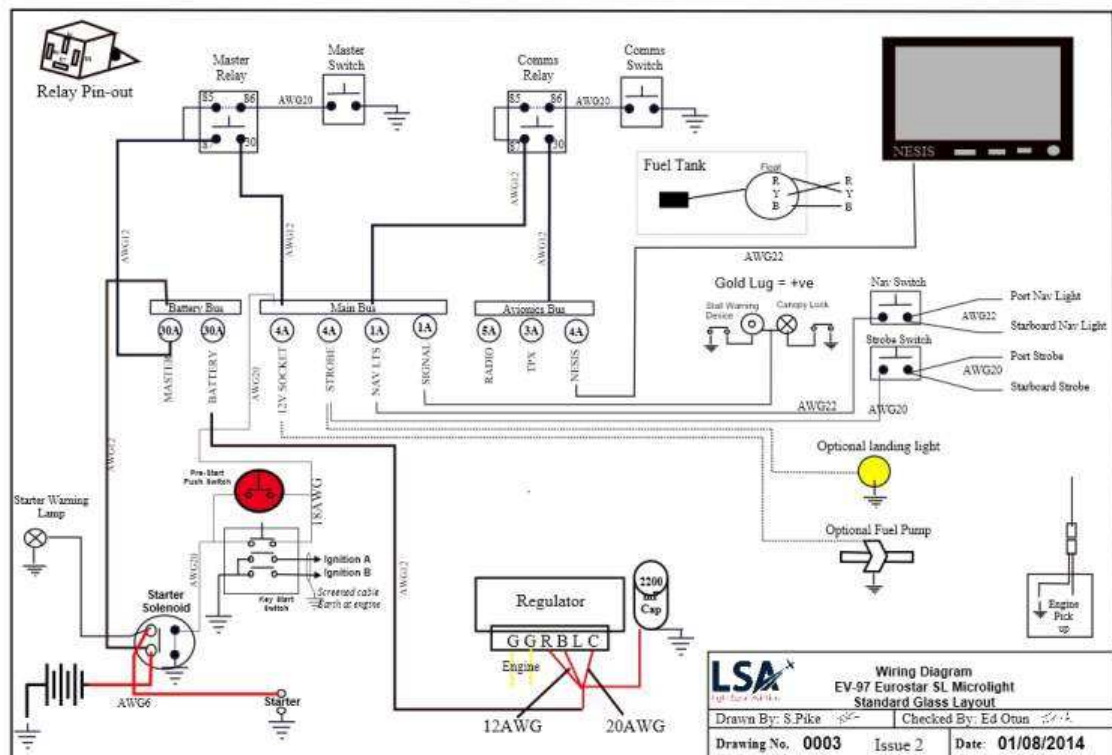 Relay Pin-out
Master
Relay
85
86
87
30
AWG20
Master
Switch
Comms
Relay
85
86
87
30
AWG20
Comms
Switch
NESIS
Fuel Tank
Float
R
Y
B
R
Y
B
AWG12
AWG12
AWG12
AWG12
AWG22
Gold Lug = +ve
Stall Warning
Device
Canopy Lock
Nav Switch
Port Nav Light
AWG22
Starboard Nav Light
Strobe Switch
Port Strobe
AWG20
Starboard Strobe
Battery Bus
30A
30A
MASTER
BATTERY
Main Bus
4A
4A
1A
1A
12V SOCKET
STROBE
NAV LTS
SIGNAL
Avionics Bus
5A
3A
4A
RADIO
TPX
NESIS
AWG20
AWG22
AWG20
AWG12
Pre-Start
Push Switch
18AWG
Optional landing light
Optional Fuel Pump
Starter Warning
Lamp
AWG20
Ignition A
Ignition B
Screened cable
Earth at engine
Key Start
Switch
AWG12
Starter
Solenoid
AWG6
Starter
Regulator
G G R B L C
Engine
12AWG
20AWG
2200
Cap
Engine
Pick
up
LSA
Wiring Diagram
EV-97 Eurostar SL Microlight
Standard Glass Layout
Drawn By: S.Pike
Checked By: Ed Otun
Drawing No. 0003
Issue 2
Date: 01/08/2014